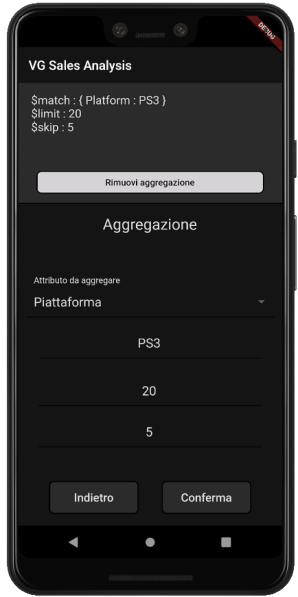 DEBUG
VG Sales Analysis
$match : { Platform : PS3 }
$limit : 20
$skip : 5
Rimuovi aggregazione
Aggregazione
Attributo da aggregare
Piattaforma
PS3
20
5
Indietro
Conferma